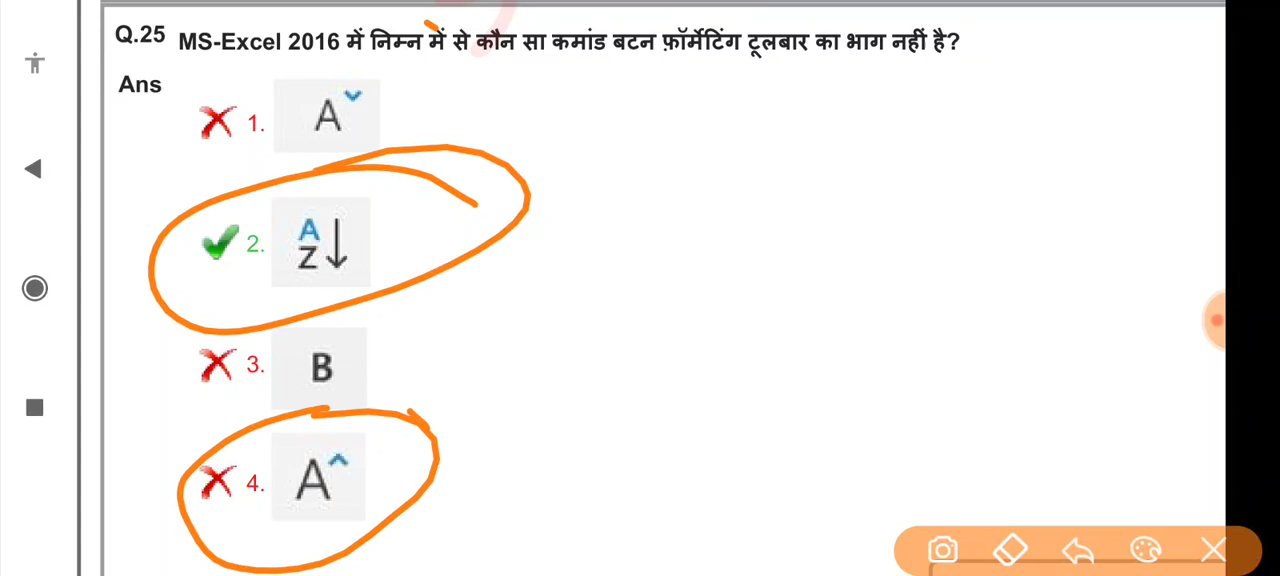 Q.25 MS-Excel 2016 में निम्न में से कौन सा कमांड बटन फ़ॉर्मेटिंग टूलबार का भाग नहीं है?
Ans
1. A
2. A Z
3. B
4. A